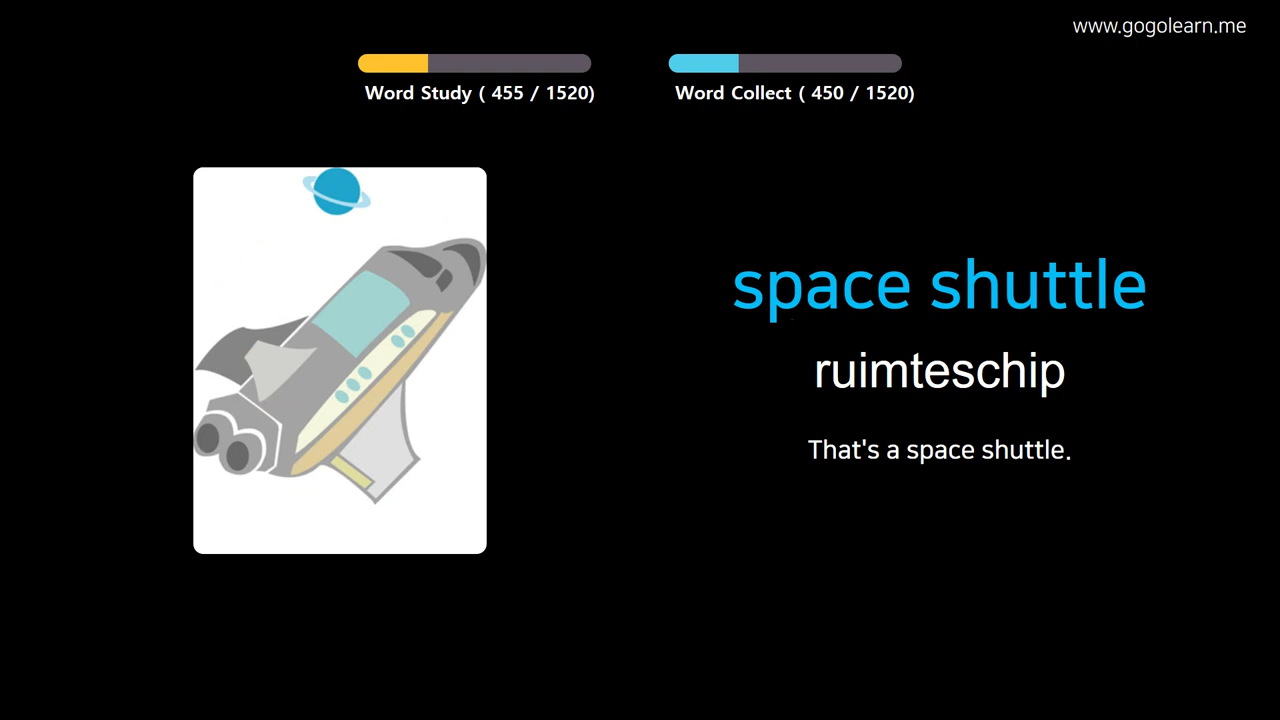 www.gogolearn.me
Word Study ( 455 / 1520)
Word Collect ( 450 / 1520)
space shuttle
ruimteschip
That's a space shuttle.